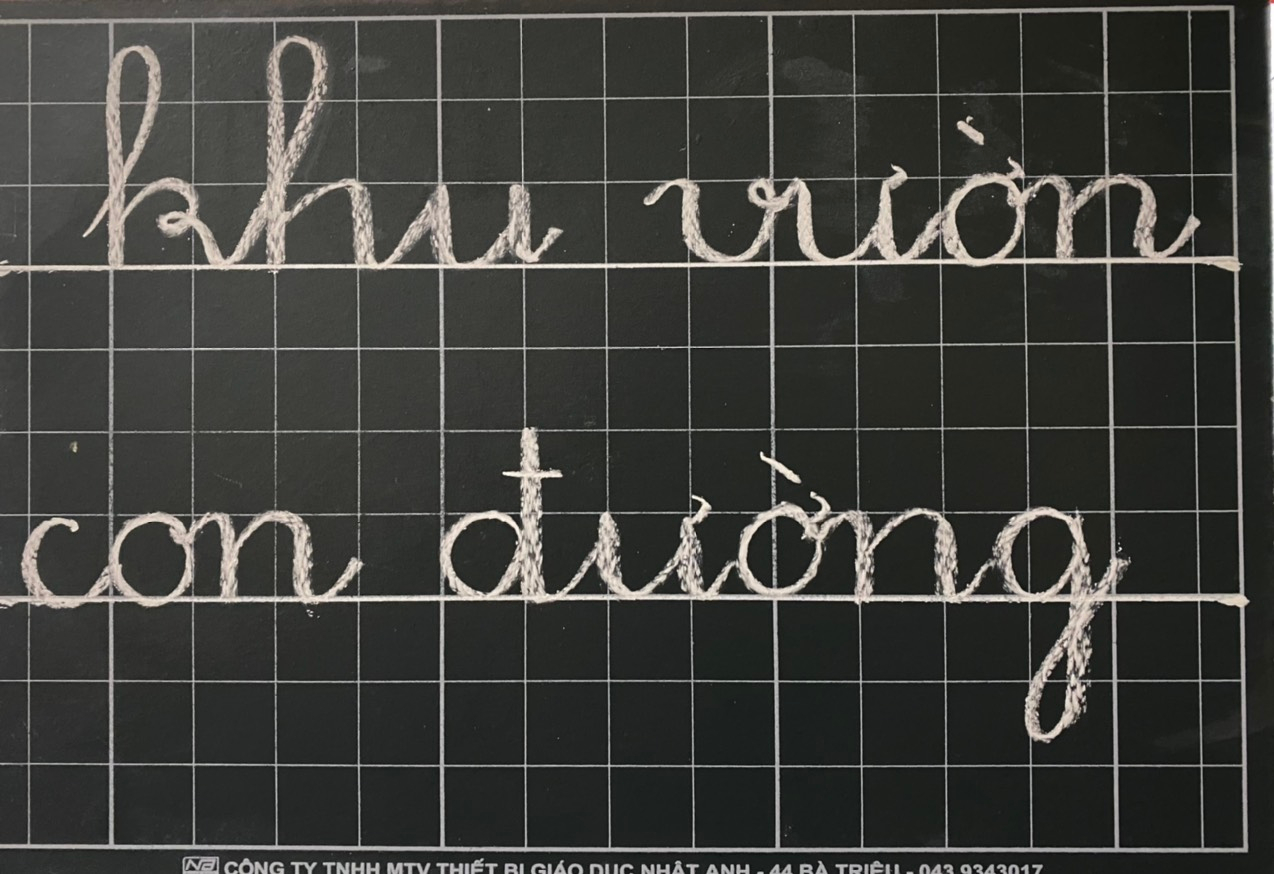 khu vườn
con đường
CÔNG TY TNHH MTV THIẾT BỊ GIÁO DỤC NHẬT ANH - 44 BÀ TRIỆU - 043.9343017